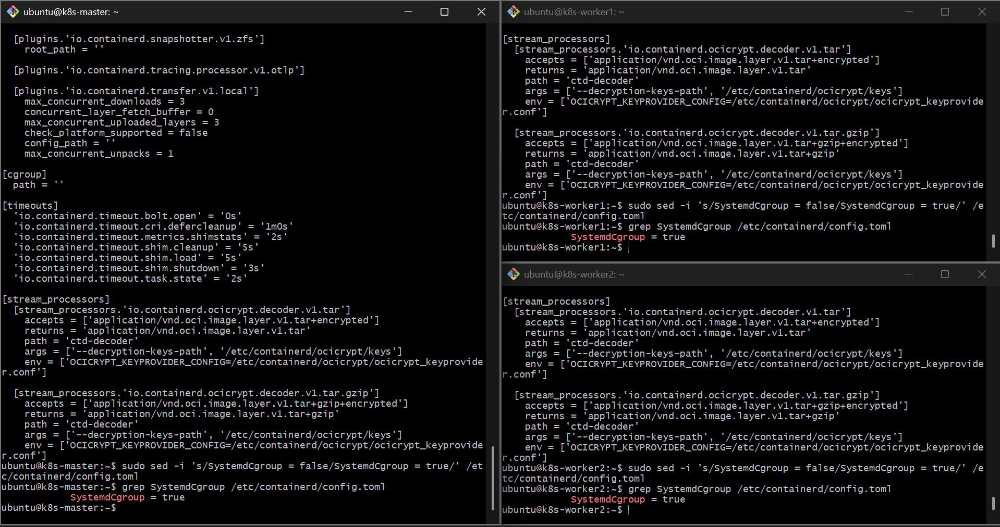 ubuntu@k8s-master: ~
[plugins.'io.containerd.snapshotter.v1.zfs']
root_path = ''
[plugins.'io.containerd.tracing.processor.v1.otlp']
[plugins.'io.containerd.transfer.v1.local']
max_concurrent_downloads = 3
concurrent_layer_fetch_buffer = 0
max_concurrent_uploaded_layers = 3
check_platform_supported = false
config_path = ''
max_concurrent_unpacks = 1
[cgroup]
path = ''
[timeouts]
'io.containerd.timeout.bolt.open' = '0s'
'io.containerd.timeout.cri.defercleanup' = '1m0s'
'io.containerd.timeout.metrics.shimstats' = '2s'
'io.containerd.timeout.shim.cleanup' = '5s'
'io.containerd.timeout.shim.load' = '5s'
'io.containerd.timeout.shim.shutdown' = '3s'
'io.containerd.timeout.task.state' = '2s'
[stream_processors]
[stream_processors.'io.containerd.ocicrypt.decoder.v1.tar']
accepts = ['application/vnd.oci.image.layer.v1.tar+encrypted']
returns = 'application/vnd.oci.image.layer.v1.tar'
path = 'ctd-decoder'
args = ['--decryption-keys-path', '/etc/containerd/ocicrypt/keys']
env = ['OCICRYPT_KEYPROVIDER_CONFIG=/etc/containerd/ocicrypt/ocicrypt_keyprovide
r.conf']
[stream_processors.'io.containerd.ocicrypt.decoder.v1.tar.gzip']
accepts = ['application/vnd.oci.image.layer.v1.tar+gzip+encrypted']
returns = 'application/vnd.oci.image.layer.v1.tar+gzip'
path = 'ctd-decoder'
args = ['--decryption-keys-path', '/etc/containerd/ocicrypt/keys']
env = ['OCICRYPT_KEYPROVIDER_CONFIG=/etc/containerd/ocicrypt/ocicrypt_keyprovide
r.conf']
ubuntu@k8s-master:~$ sudo sed -i 's/SystemdCgroup = false/SystemdCgroup = true/' /et
c/containerd/config.toml
ubuntu@k8s-master:~$ grep SystemdCgroup /etc/containerd/config.toml
SystemdCgroup = true
ubuntu@k8s-master:~$
ubuntu@k8s-worker1: ~
[stream_processors]
[stream_processors.'io.containerd.ocicrypt.decoder.v1.tar']
accepts = ['application/vnd.oci.image.layer.v1.tar+encrypted']
returns = 'application/vnd.oci.image.layer.v1.tar'
path = 'ctd-decoder'
args = ['--decryption-keys-path', '/etc/containerd/ocicrypt/keys']
env = ['OCICRYPT_KEYPROVIDER_CONFIG=/etc/containerd/ocicrypt/ocicrypt_keyprovide
r.conf']
[stream_processors.'io.containerd.ocicrypt.decoder.v1.tar.gzip']
accepts = ['application/vnd.oci.image.layer.v1.tar+gzip+encrypted']
returns = 'application/vnd.oci.image.layer.v1.tar+gzip'
path = 'ctd-decoder'
args = ['--decryption-keys-path', '/etc/containerd/ocicrypt/keys']
env = ['OCICRYPT_KEYPROVIDER_CONFIG=/etc/containerd/ocicrypt/ocicrypt_keyprovide
r.conf']
ubuntu@k8s-worker1:~$ sudo sed -i 's/SystemdCgroup = false/SystemdCgroup = true/' /e
tc/containerd/config.toml
ubuntu@k8s-worker1:~$ grep SystemdCgroup /etc/containerd/config.toml
SystemdCgroup = true
ubuntu@k8s-worker1:~$
ubuntu@k8s-worker2: ~
[stream_processors]
[stream_processors.'io.containerd.ocicrypt.decoder.v1.tar']
accepts = ['application/vnd.oci.image.layer.v1.tar+encrypted']
returns = 'application/vnd.oci.image.layer.v1.tar'
path = 'ctd-decoder'
args = ['--decryption-keys-path', '/etc/containerd/ocicrypt/keys']
env = ['OCICRYPT_KEYPROVIDER_CONFIG=/etc/containerd/ocicrypt/ocicrypt_keyprovide
r.conf']
[stream_processors.'io.containerd.ocicrypt.decoder.v1.tar.gzip']
accepts = ['application/vnd.oci.image.layer.v1.tar+gzip+encrypted']
returns = 'application/vnd.oci.image.layer.v1.tar+gzip'
path = 'ctd-decoder'
args = ['--decryption-keys-path', '/etc/containerd/ocicrypt/keys']
env = ['OCICRYPT_KEYPROVIDER_CONFIG=/etc/containerd/ocicrypt/ocicrypt_keyprovide
r.conf']
ubuntu@k8s-worker2:~$ sudo sed -i 's/SystemdCgroup = false/SystemdCgroup = true/' /e
tc/containerd/config.toml
ubuntu@k8s-worker2:~$ grep SystemdCgroup /etc/containerd/config.toml
SystemdCgroup = true
ubuntu@k8s-worker2:~$